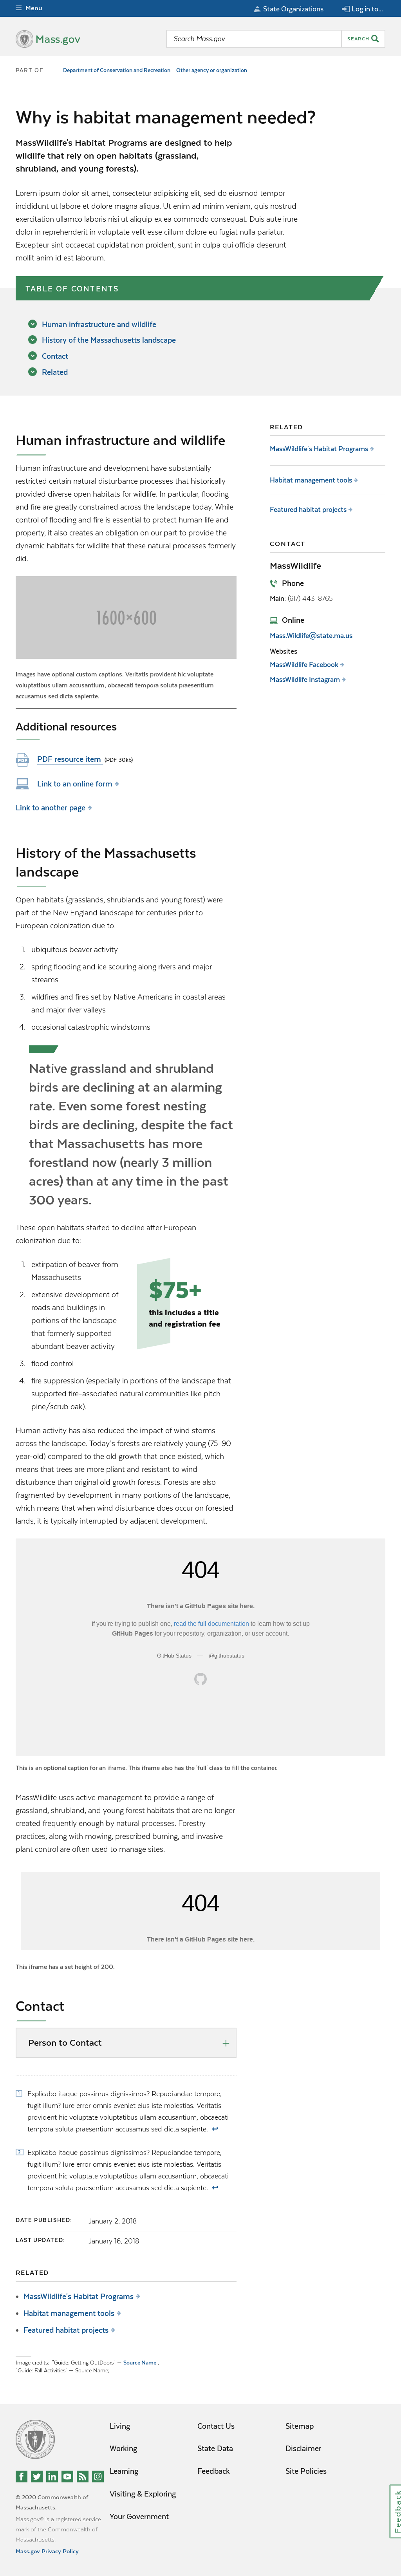 Menu
State Organizations
Log in to...
Mass.gov
Search Mass.gov
SEARCH
PART OF
Department of Conservation and Recreation
Other agency or organization
Why is habitat management needed?
MassWildlife's Habitat Programs are designed to help
wildlife that rely on open habitats (grassland,
shrubland, and young forests).
Lorem ipsum dolor sit amet, consectetur adipisicing elit, sed do eiusmod tempor
incididunt ut labore et dolore magna aliqua. Ut enim ad minim veniam, quis nostrud
exercitation ullamco laboris nisi ut aliquip ex ea commodo consequat. Duis aute irure
dolor in reprehenderit in voluptate velit esse cillum dolore eu fugiat nulla pariatur.
Excepteur sint occaecat cupidatat non proident, sunt in culpa qui officia deserunt
mollit anim id est laborum.
TABLE OF CONTENTS
Human infrastructure and wildlife
History of the Massachusetts landscape
Contact
Related
Human infrastructure and wildlife
Human infrastructure and development have substantially
restricted certain natural disturbance processes that historically
provided diverse open habitats for wildlife. In particular, flooding
and fire are greatly constrained across the landscape today. While
control of flooding and fire is essential to protect human life and
property, it also creates an obligation on our part to provide the
dynamic habitats for wildlife that these natural processes formerly
did.
1600×600
Images have optional custom captions. Veritatis provident hic voluptate
voluptatibus ullam accusantium, obcaecati tempora soluta praesentium
accusamus sed dicta sapiente.
Additional resources
PDF resource item (PDF 30kb)
Link to an online form
Link to another page
RELATED
MassWildlife's Habitat Programs
Habitat management tools
Featured habitat projects
CONTACT
MassWildlife
Phone
Main: (617) 443-8765
Online
Mass.Wildlife@state.ma.us
Websites
MassWildlife Facebook
MassWildlife Instagram
History of the Massachusetts
landscape
Open habitats (grasslands, shrublands and young forest) were
part of the New England landscape for centuries prior to
European colonization due to:
1. ubiquitous beaver activity
2. spring flooding and ice scouring along rivers and major
streams
3. wildfires and fires set by Native Americans in coastal areas
and major river valleys
4. occasional catastrophic windstorms
Native grassland and shrubland
birds are declining at an alarming
rate. Even some forest nesting
birds are declining, despite the fact
that Massachusetts has more
forestland now (nearly 3 million
acres) than at any time in the past
300 years.
These open habitats started to decline after European
colonization due to:
1. extirpation of beaver from
Massachusetts
2. extensive development of
roads and buildings in
portions of the landscape
that formerly supported
abundant beaver activity
3. flood control
4. fire suppression (especially in portions of the landscape that
supported fire-associated natural communities like pitch
pine/scrub oak).
$75+
this includes a title
and registration fee
Human activity has also reduced the impact of wind storms
across the landscape. Today's forests are relatively young (75-90
year-old) compared to the old growth that once existed, which
means that trees are more pliant and resistant to wind
disturbance than original old growth forests. Forests are also
fragmented by development in many portions of the landscape,
which means that when wind disturbance does occur on forested
lands, it is typically interrupted by adjacent development.
404
There isn't a GitHub Pages site here.
If you're trying to publish one, read the full documentation to learn how to set up
GitHub Pages for your repository, organization, or user account.
GitHub Status — @githubstatus
This is an optional caption for an iframe. This iframe also has the 'full' class to fill the container.
MassWildlife uses active management to provide a range of
grassland, shrubland, and young forest habitats that are no longer
created frequently enough by natural processes. Forestry
practices, along with mowing, prescribed burning, and invasive
plant control are often used to manage sites.
404
There isn't a GitHub Pages site here.
This iframe has a set height of 200.
Contact
Person to Contact
1 Explicabo itaque possimus dignissimos? Repudiandae tempore,
fugit illum? Iure error omnis eveniet eius iste molestias. Veritatis
provident hic voluptate voluptatibus ullam accusantium, obcaecati
tempora soluta praesentium accusamus sed dicta sapiente.
2 Explicabo itaque possimus dignissimos? Repudiandae tempore,
fugit illum? Iure error omnis eveniet eius iste molestias. Veritatis
provident hic voluptate voluptatibus ullam accusantium, obcaecati
tempora soluta praesentium accusamus sed dicta sapiente.
DATE PUBLISHED: January 2, 2018
LAST UPDATED: January 16, 2018
RELATED
MassWildlife's Habitat Programs
Habitat management tools
Featured habitat projects
Image credits: "Guide: Getting OutDoors" — Source Name ,
"Guide: Fall Activities" — Source Name,
Living
Working
Learning
Visiting & Exploring
Your Government
Contact Us
State Data
Feedback
Sitemap
Disclaimer
Site Policies
© 2020 Commonwealth of
Massachusetts.
Mass.gov® is a registered service
mark of the Commonwealth of
Massachusetts.
Mass.gov Privacy Policy
Feedback